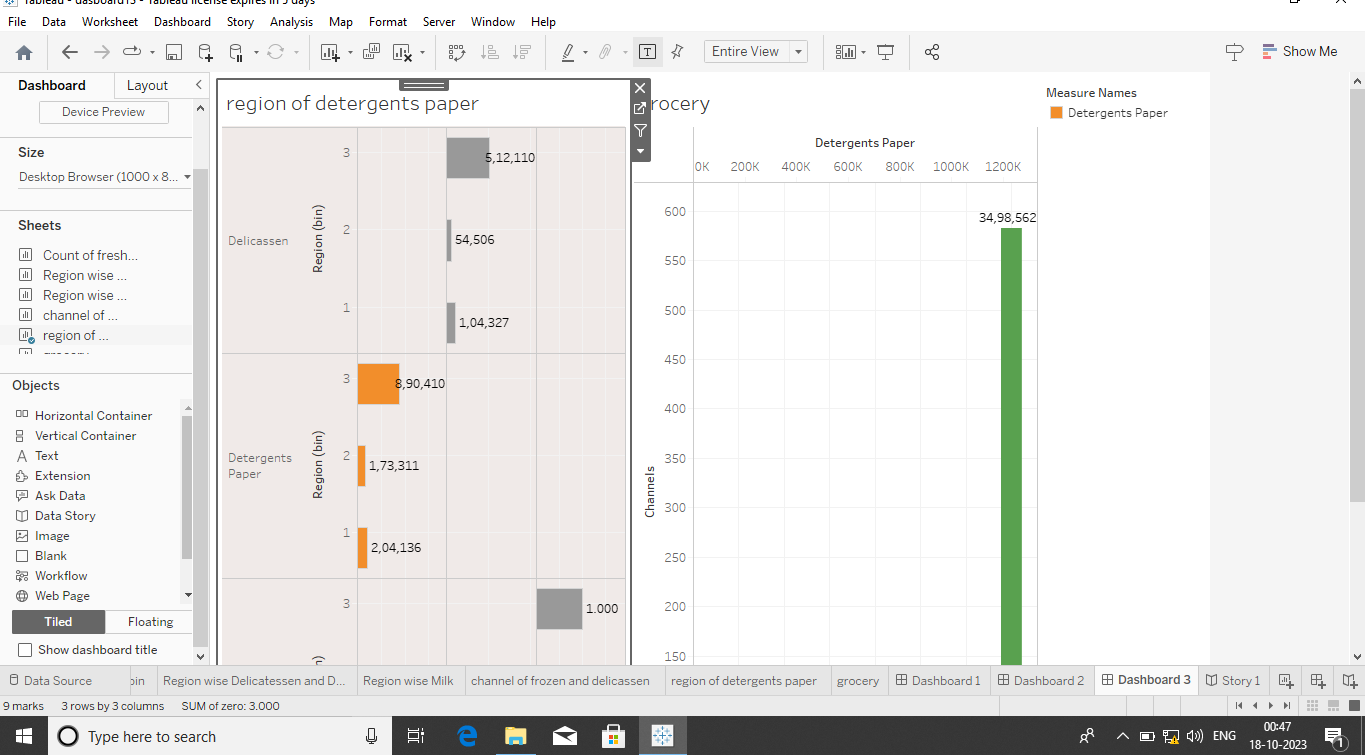 Tableau - dasboard13 - Tableau license expires in 5 days
File Data Worksheet Dashboard Story Analysis Map Format Server Window Help
Entire View
Show Me
Dashboard Layout
Device Preview
Size
Desktop Browser (1000 x 8...
Sheets
Count of fresh...
Region wise ...
Region wise ...
channel of ...
region of ...
Objects
Horizontal Container
Vertical Container
Text
Extension
Ask Data
Data Story
Image
Blank
Workflow
Web Page
Tiled Floating
Show dashboard title
region of detergents paper
Delicassen
Region (bin)
3
5,12,110
2
54,506
1
1,04,327
Detergents
Paper
Region (bin)
3
8,90,410
2
1,73,311
1
2,04,136
3
1.000
rocery
Detergents Paper
0K 200K 400K 600K 800K 1000K 1200K
34,98,562
Channels
600
550
500
450
400
350
300
250
200
150
Measure Names
Detergents Paper
Data Source bin Region wise Delicatessen and D... Region wise Milk channel of frozen and delicassen region of detergents paper grocery Dashboard 1 Dashboard 2 Dashboard 3 Story 1
9 marks 3 rows by 3 columns SUM of zero: 3.000
Type here to search
ENG
00:47
18-10-2023
1